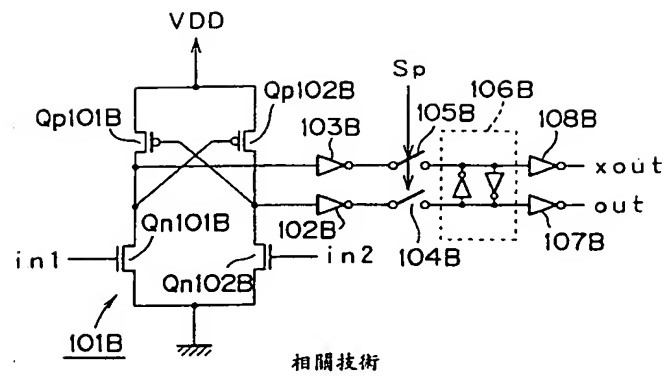 VDD
Sp
Qp101B
Qp102B
103B
105B
106B
108B
xout
out
102B
104B
107B
Qn101B
in1
in2
Qn102B
101B
相關技術